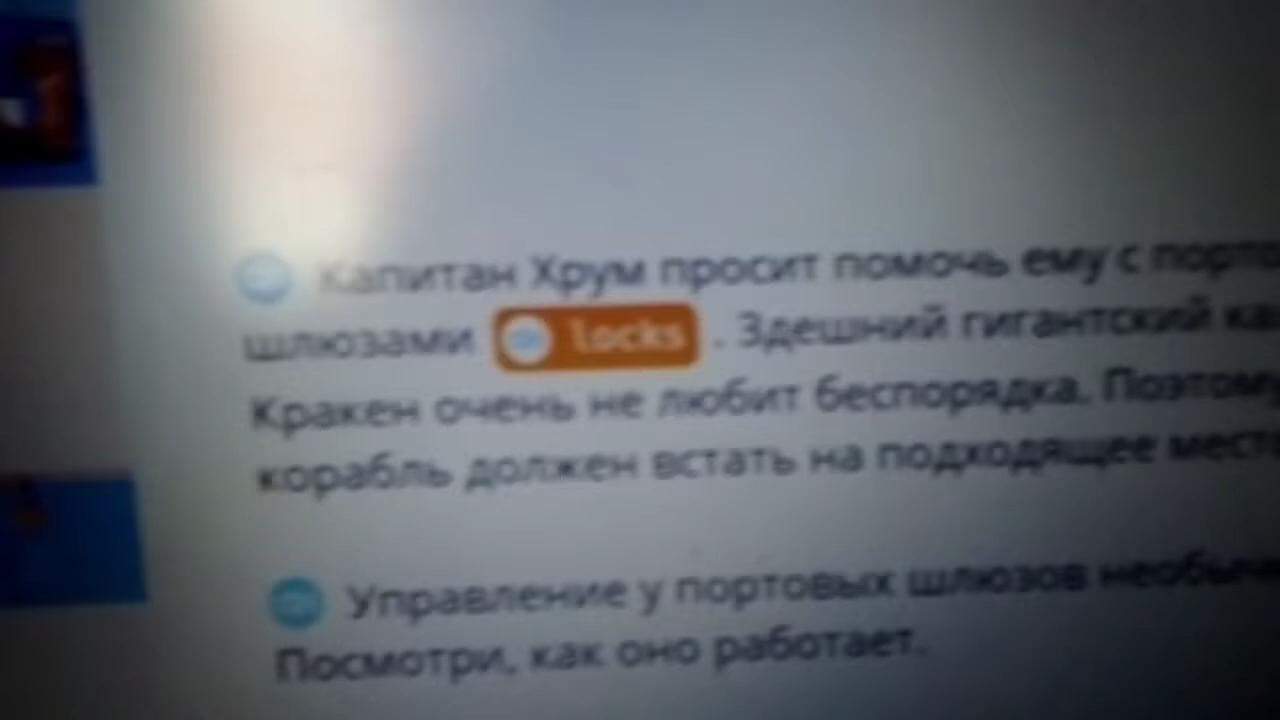 Капитан Хрум просит помочь ему с
шлюзами locks . Здешний гигантский
Кракен очень не любит беспорядка. Поэтому
корабль должен встать на подходящее
Управление у портовых шлюзов
Посмотри, как оно работает.